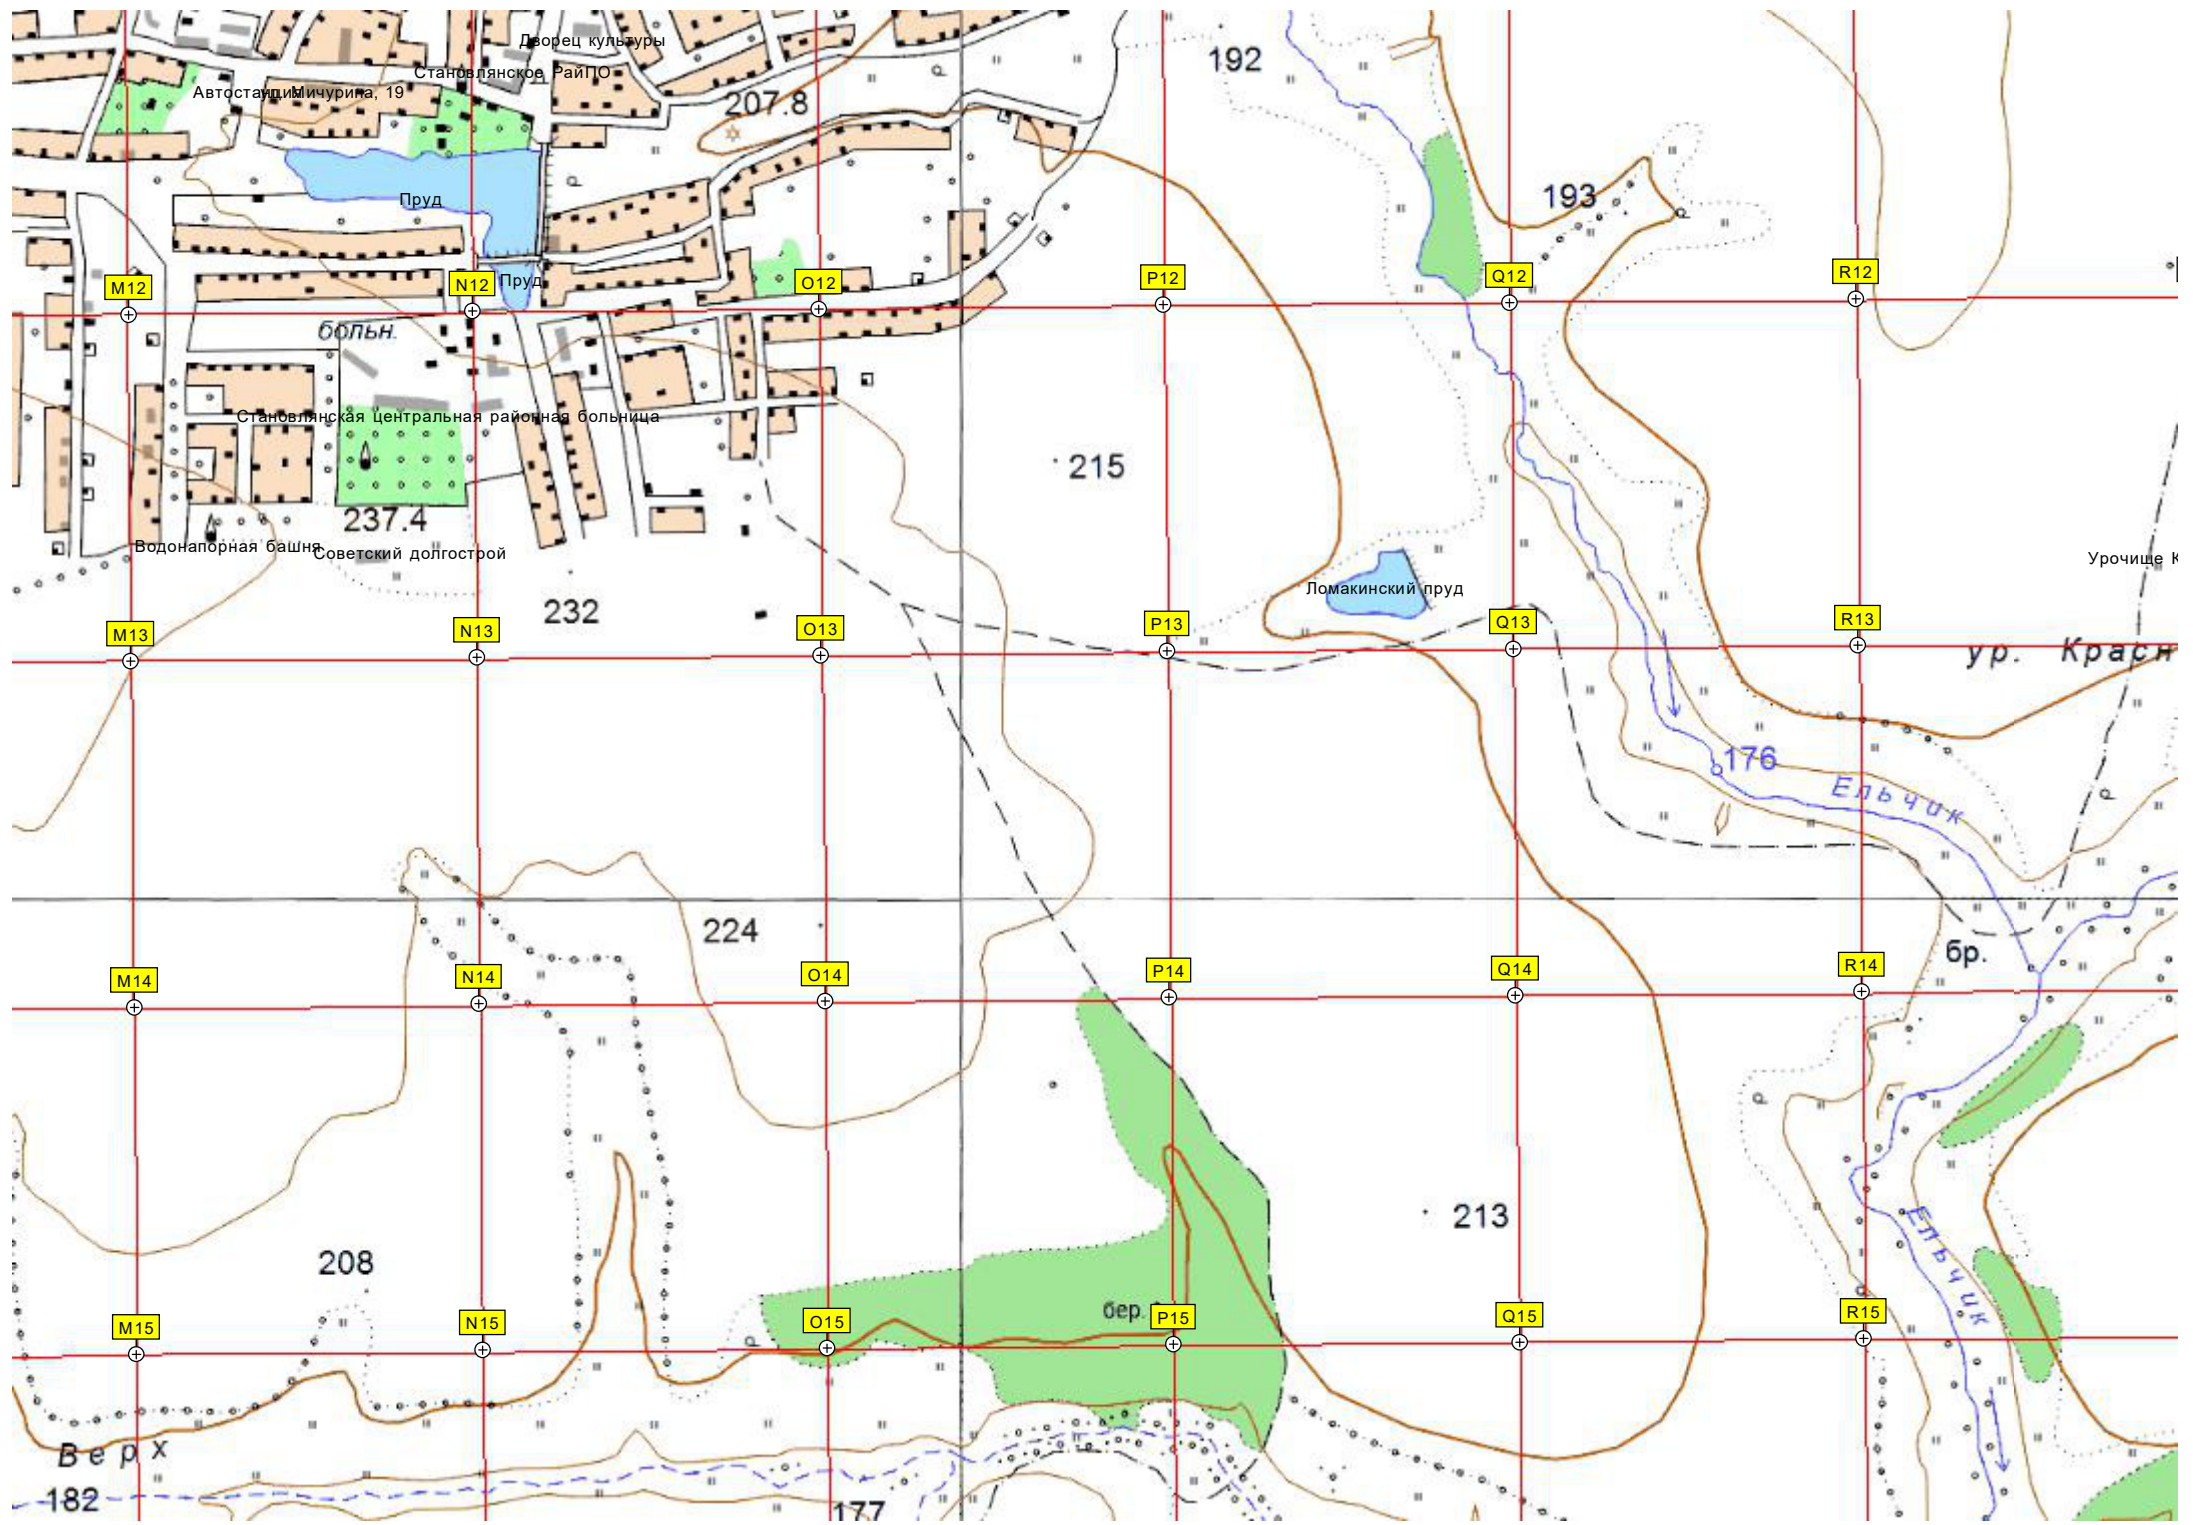 Дворец культуры
Становлянское РайПО
192
207.8
193
Пруд
M12
N12
Пруд
O12
P12
Q12
R12
больн.
Становлянская центральная районная больница
215
237.4
Водонапорная башня
Советский долгострой
Урочище К
Ломакинский пруд
232
M13
N13
O13
P13
Q13
R13
ур. Красн
176
Ельчик
224
бр.
M14
N14
O14
P14
Q14
R14
213
Ельчик
208
бер.
M15
N15
O15
P15
Q15
R15
Верх
182
177